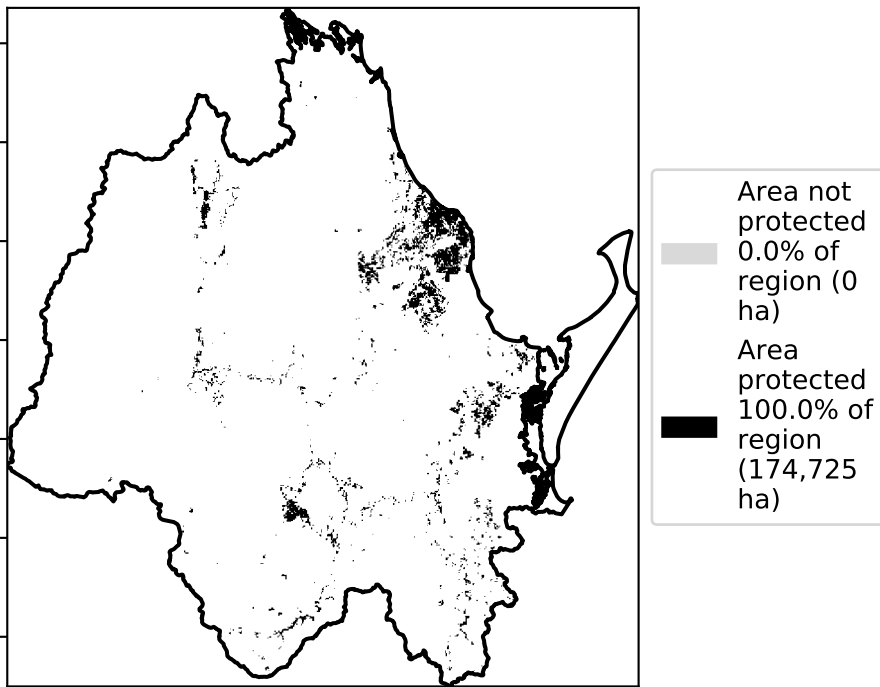 Area not
protected
0.0% of
region (0
ha)
Area
protected
100.0% of
region
(174,725
ha)